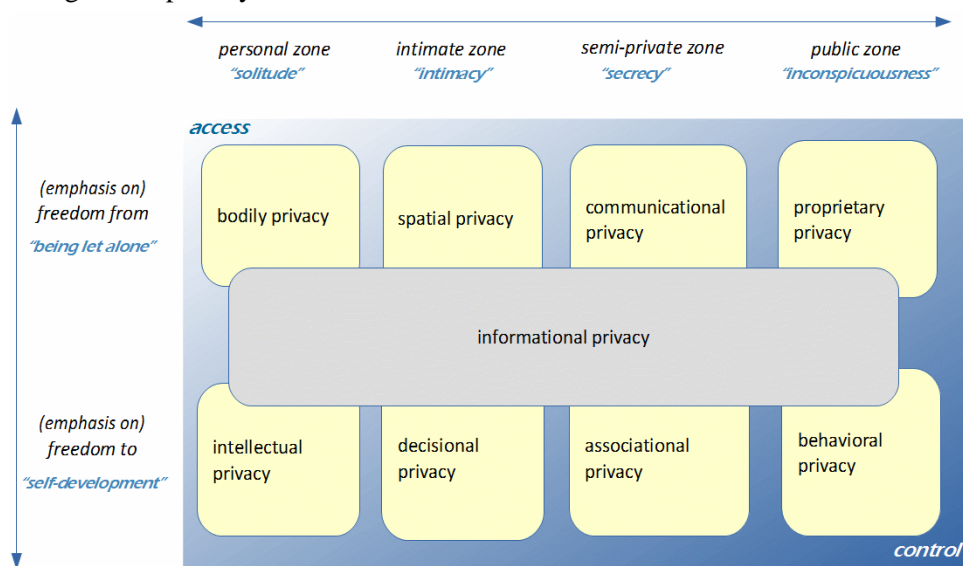 personal zone
"solitude"
intimate zone
"intimacy"
semi-private zone
"secrecy"
public zone
"inconspicuousness"
access
(emphasis on)
freedom from
"being let alone"
bodily privacy
spatial privacy
communicational
privacy
proprietary
privacy
informational privacy
(emphasis on)
freedom to
"self-development"
intellectual
privacy
decisional
privacy
associational
privacy
behavioral
privacy
control